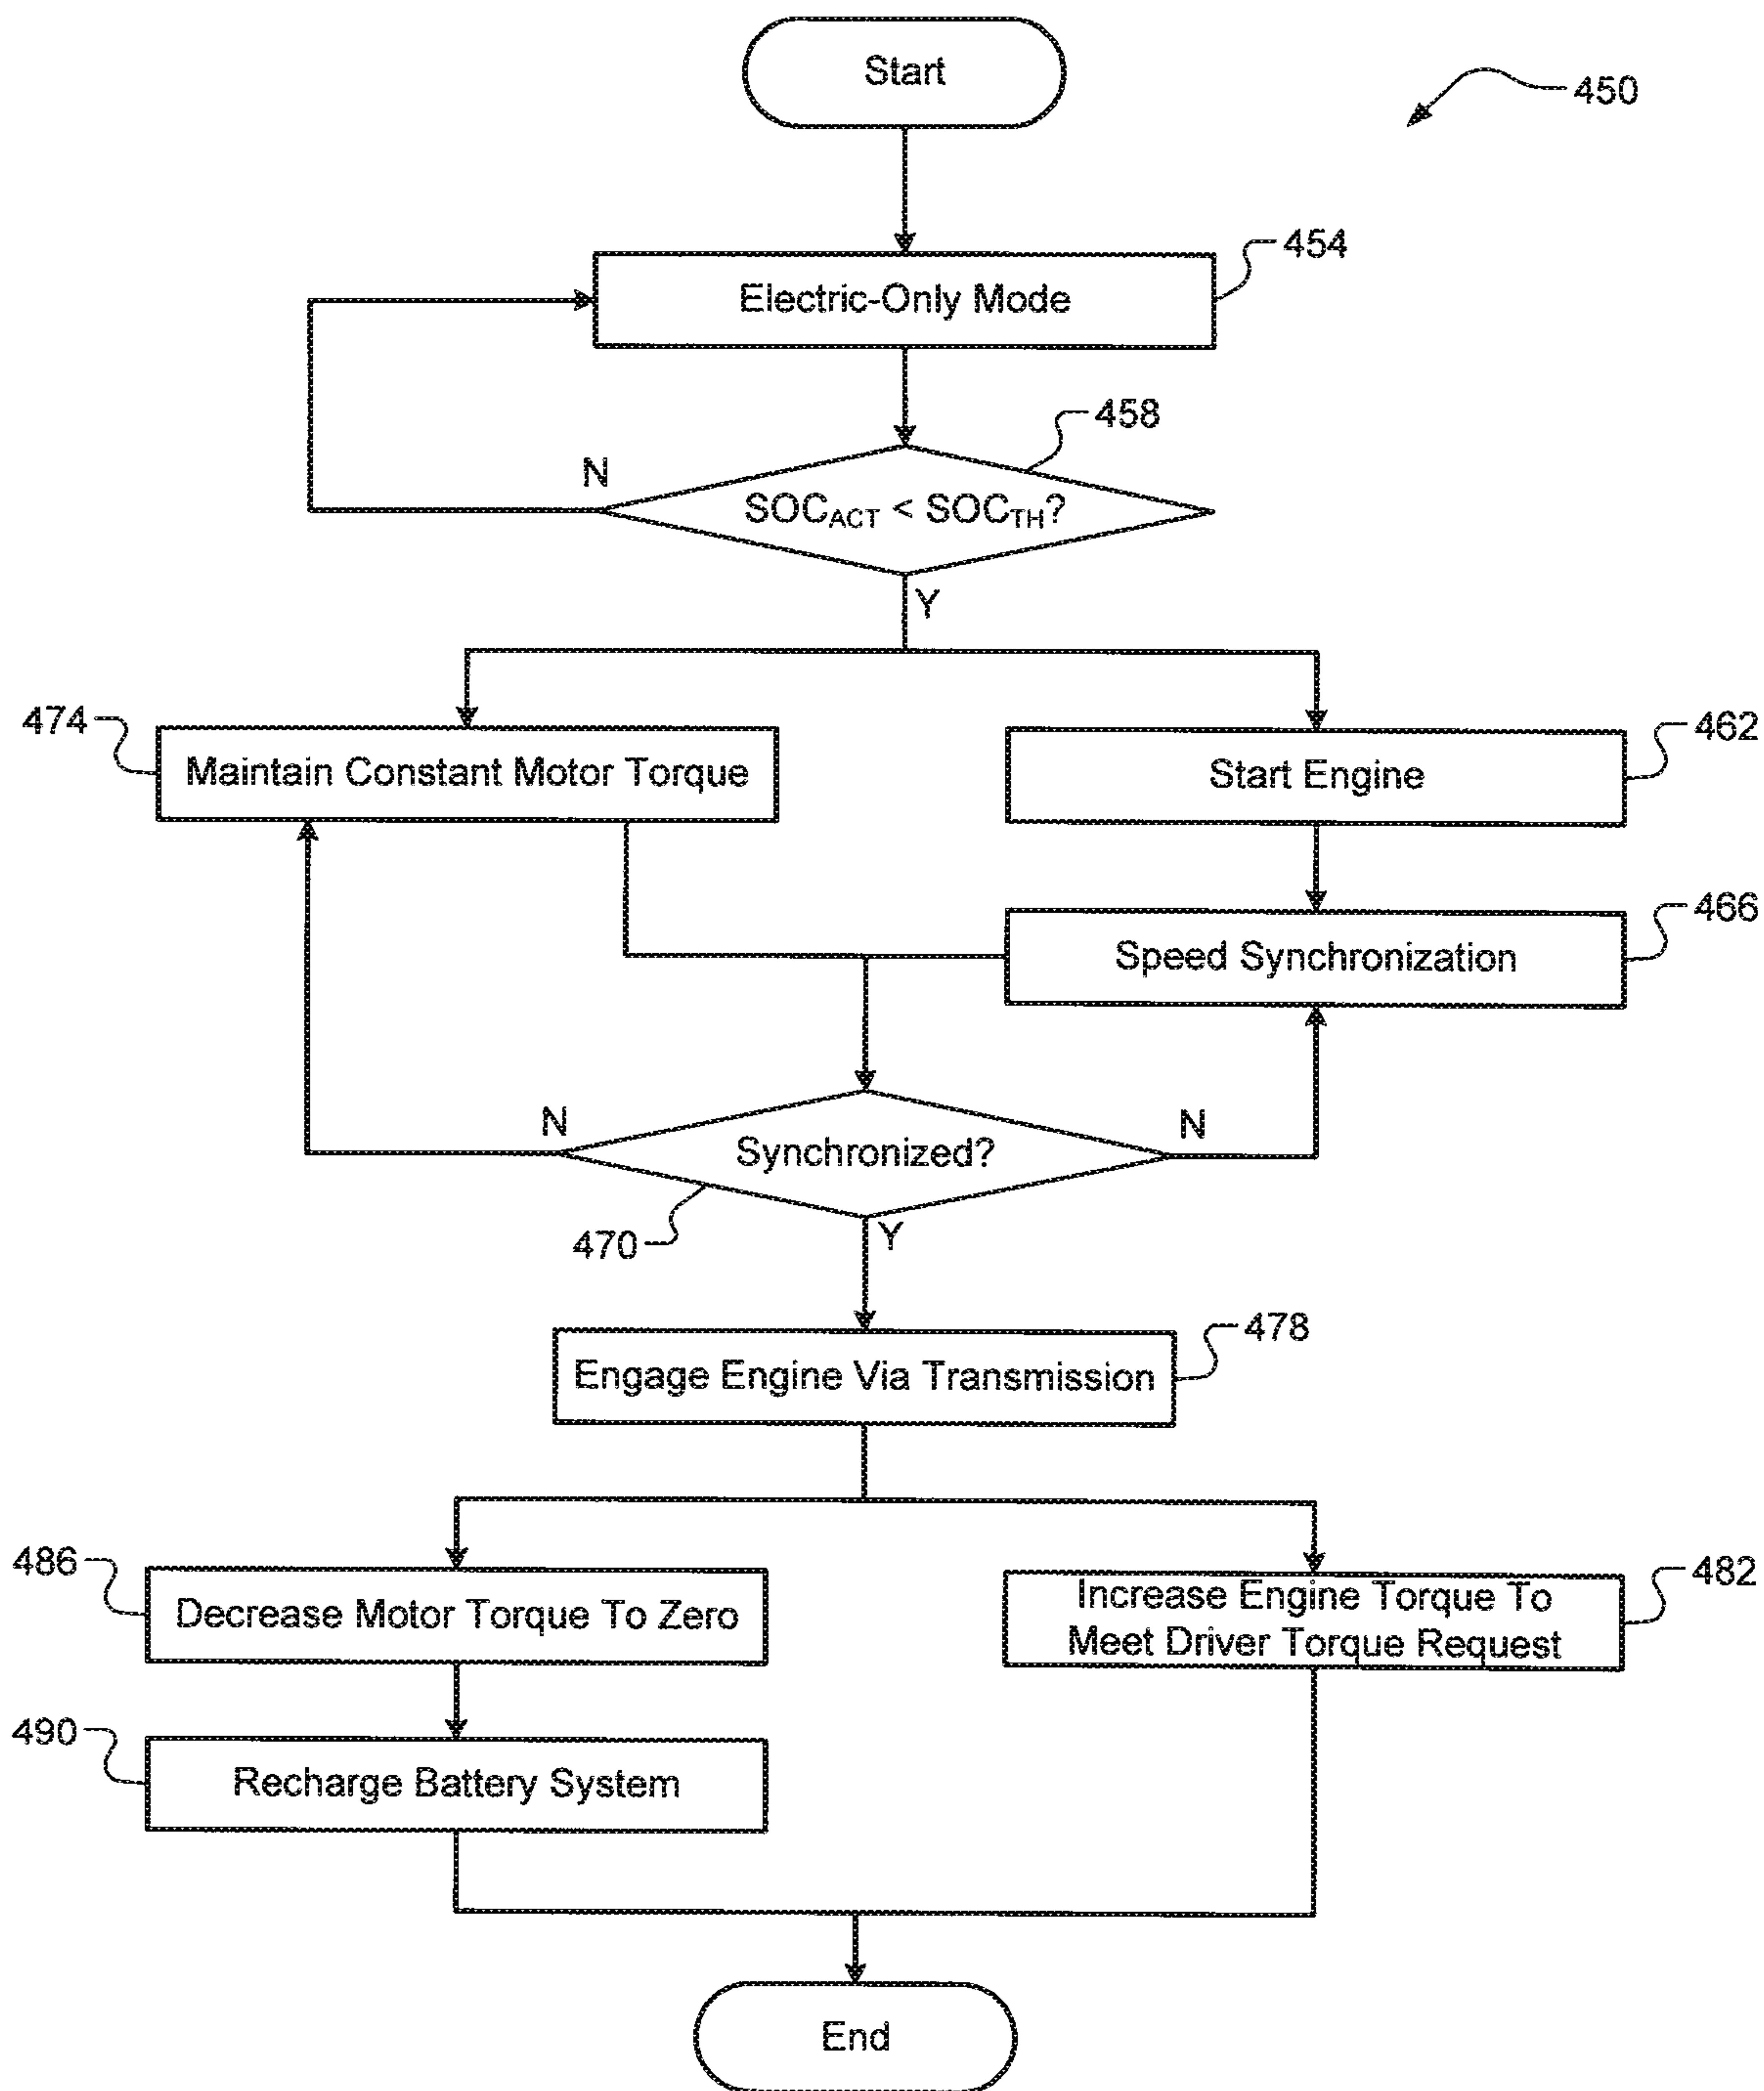 Start
450
454
Electric-Only Mode
458
N
SOC_ACT < SOC_TH?
Y
474
462
Maintain Constant Motor Torque
Start Engine
466
Speed Synchronization
N
N
Synchronized?
470
Y
478
Engage Engine Via Transmission
486
482
Decrease Motor Torque To Zero
Increase Engine Torque To
Meet Driver Torque Request
490
Recharge Battery System
End